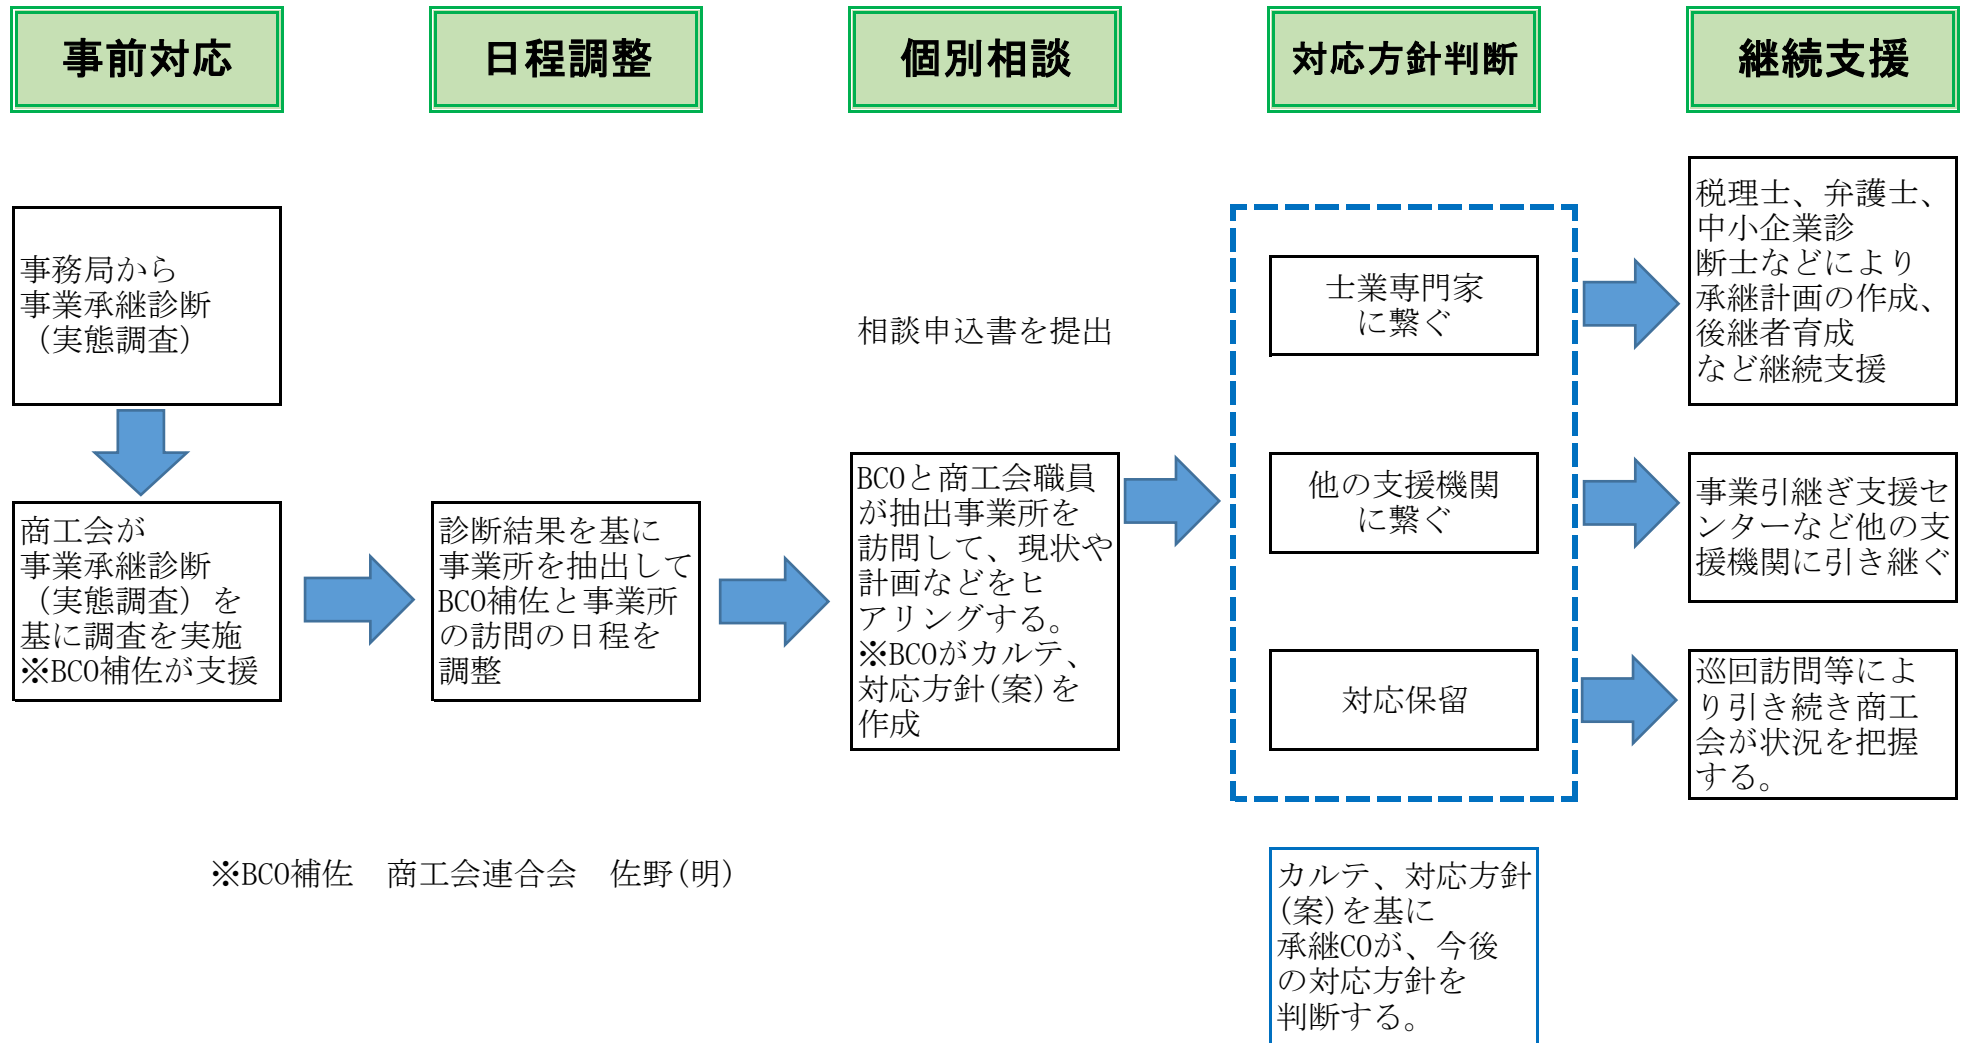 事前対応
日程調整
個別相談
対応方針判断
継続支援
事務局から
事業承継診断
（実態調査）
商工会が
事業承継診断
（実態調査）を
基に調査を実施
※BCO補佐が支援
診断結果を基に
事業所を抽出して
BCO補佐と事業所
の訪問の日程を
調整
相談申込書を提出
BCOと商工会職員
が抽出事業所を
訪問して、現状や
計画などをヒ
アリングする。
※BCOがカルテ、
対応方針(案)を
作成
士業専門家
に繋ぐ
他の支援機関
に繋ぐ
対応保留
カルテ、対応方針
(案)を基に
承継COが、今後
の対応方針を
判断する。
税理士、弁護士、
中小企業診
断士などにより
承継計画の作成、
後継者育成
など継続支援
事業引継ぎ支援セ
ンターなど他の支
援機関に引き継ぐ
巡回訪問等によ
り引き続き商工
会が状況を把握
する。
※BCO補佐　商工会連合会　佐野(明)